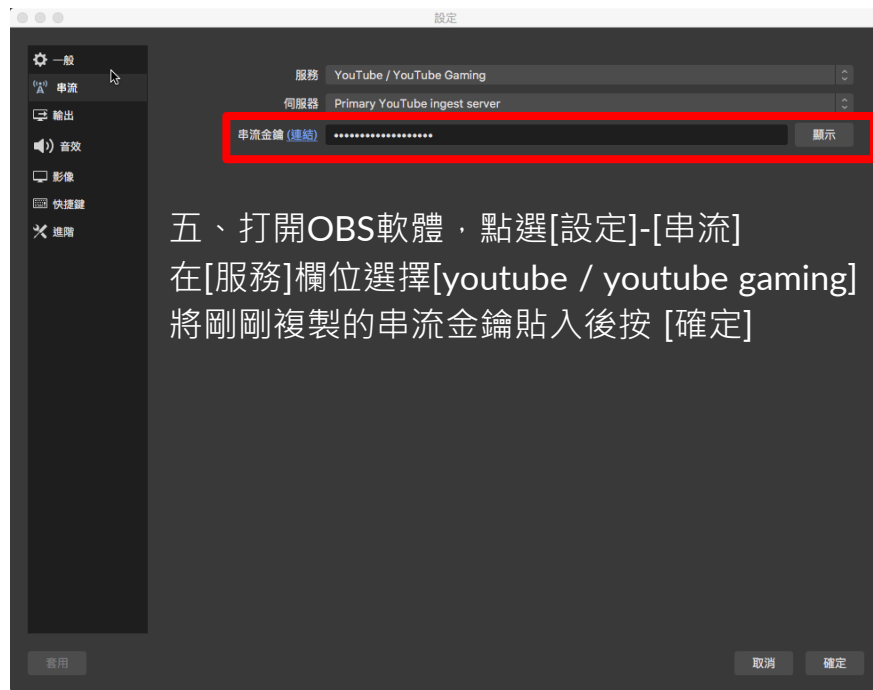 設定
一般
串流
輸出
音效
影像
快捷鍵
進階
服務 YouTube / YouTube Gaming
伺服器 Primary YouTube ingest server
串流金鑰 (連結) ••••••••••••••••••• 顯示
五、打開OBS軟體，點選[設定]-[串流]
在[服務]欄位選擇[youtube / youtube gaming]
將剛剛複製的串流金鑰貼入後按 [確定]
套用 取消 確定